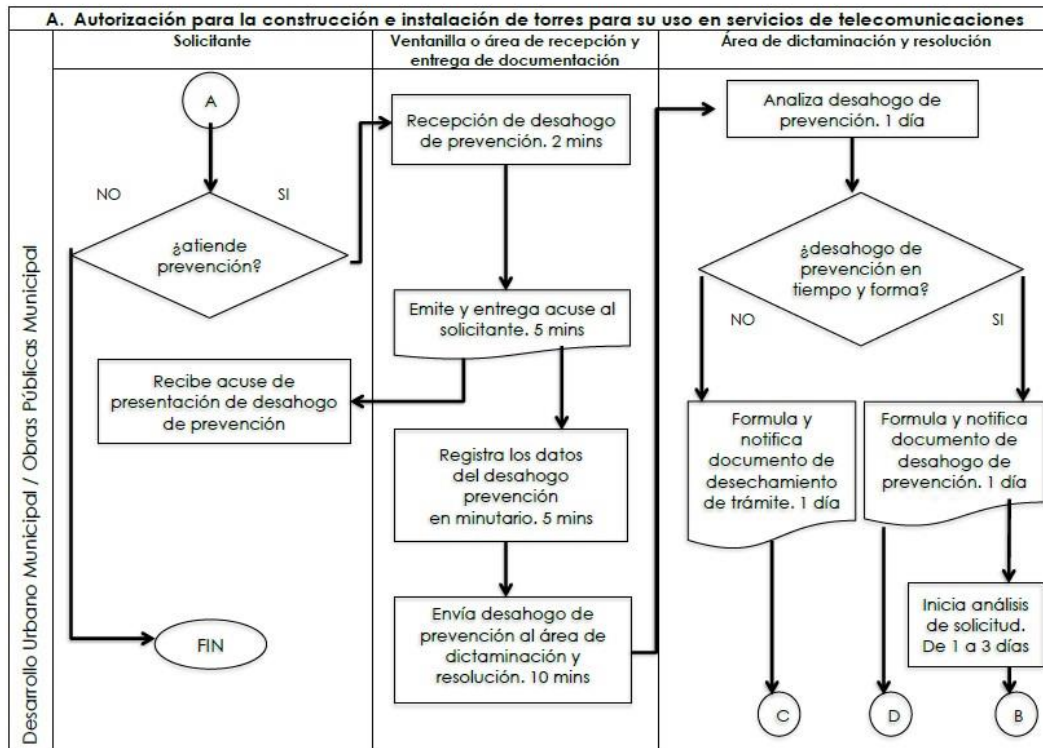 A. Autorización para la construcción e instalación de torres para su uso en servicios de telecomunicaciones
Desarrollo Urbano Municipal / Obras Públicas Municipal
Solicitante
Ventanilla o área de recepción y
entrega de documentación
Área de dictaminación y resolución
A
NO
SI
¿atiende
prevención?
Recibe acuse de
presentación de desahogo
de prevención
FIN
Recepción de desahogo
de prevención. 2 mins
Emite y entrega acuse al
solicitante. 5 mins
Registra los datos
del desahogo
prevención
en minutario. 5 mins
Envía desahogo de
prevención al área de
dictaminación y
resolución. 10 mins
Analiza desahogo de
prevención. 1 día
¿desahogo de
prevención en
tiempo y forma?
NO
SI
Formula y
notifica
documento de
desechamiento
de trámite. 1 día
Formula y notifica
documento de
desahogo de
prevención. 1 día
Inicia análisis
de solicitud.
De 1 a 3 días
C
D
B